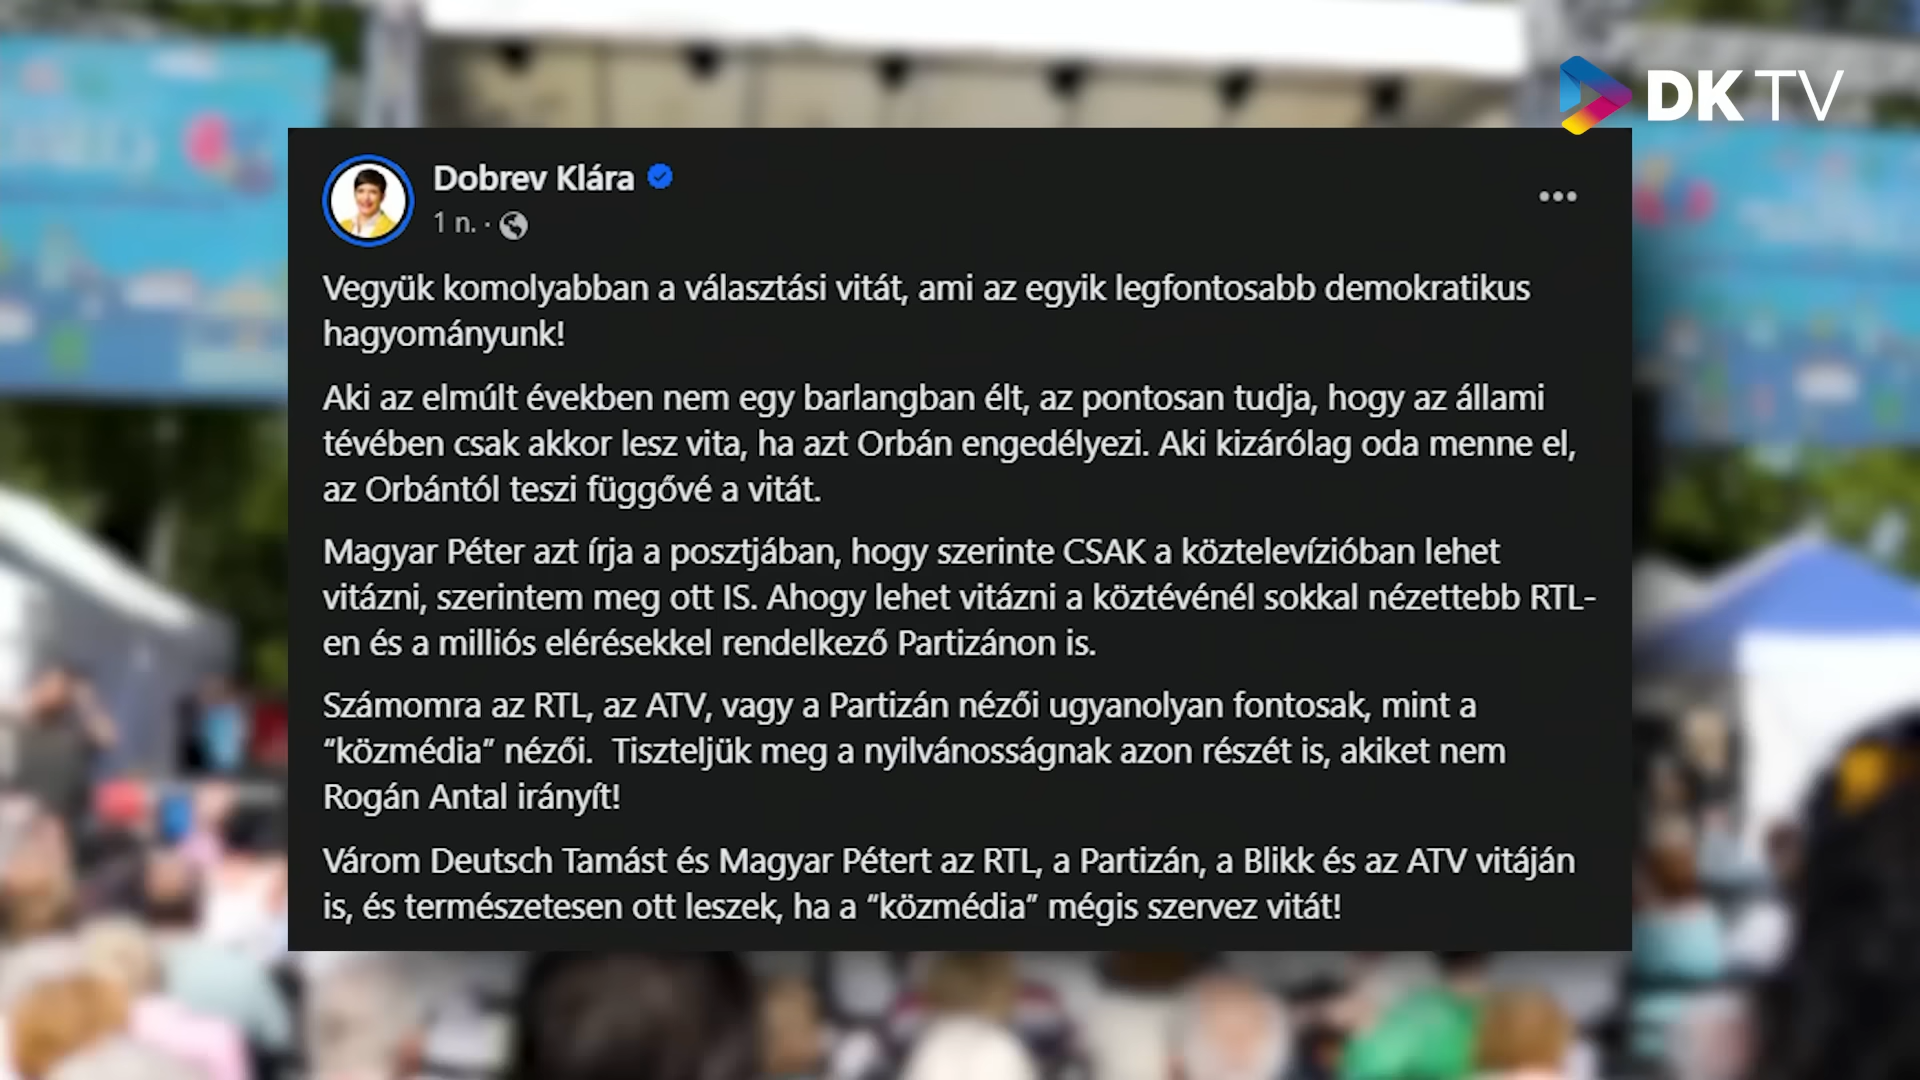 DK TV
Dobrev Klára
1 n. ·
Vegyük komolyabban a választási vitát, ami az egyik legfontosabb demokratikus
hagyományunk!
Aki az elmúlt években nem egy barlangban élt, az pontosan tudja, hogy az állami
tévében csak akkor lesz vita, ha azt Orbán engedélyezi. Aki kizárólag oda menne el,
az Orbántól teszi függővé a vitát.
Magyar Péter azt írja a posztjában, hogy szerinte CSAK a köztelevízióban lehet
vitázni, szerintem meg ott IS. Ahogy lehet vitázni a köztévénél sokkal nézettebb RTL-
en és a milliós elérésekkel rendelkező Partizánon is.
Számomra az RTL, az ATV, vagy a Partizán nézői ugyanolyan fontosak, mint a
“közmédia” nézői.  Tiszteljük meg a nyilvánosságnak azon részét is, akiket nem
Rogán Antal irányít!
Várom Deutsch Tamást és Magyar Pétert az RTL, a Partizán, a Blikk és az ATV vitáján
is, és természetesen ott leszek, ha a “közmédia” mégis szervez vitát!